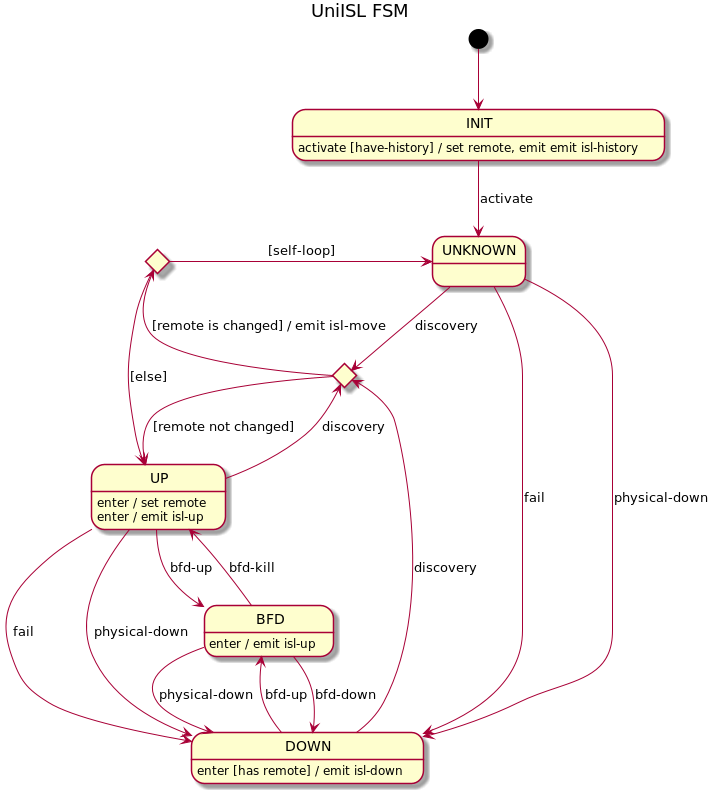 UniISL FSM
INIT
activate [have-history] / set remote, emit emit isl-history
activate
UNKNOWN
[self-loop]
[remote is changed] / emit isl-move
discovery
[else]
[remote not changed]
discovery
UP
enter / set remote
enter / emit isl-up
fail
physical-down
bfd-up
bfd-kill
discovery
fail
physical-down
BFD
enter / emit isl-up
physical-down
bfd-up
bfd-down
DOWN
enter [has remote] / emit isl-down